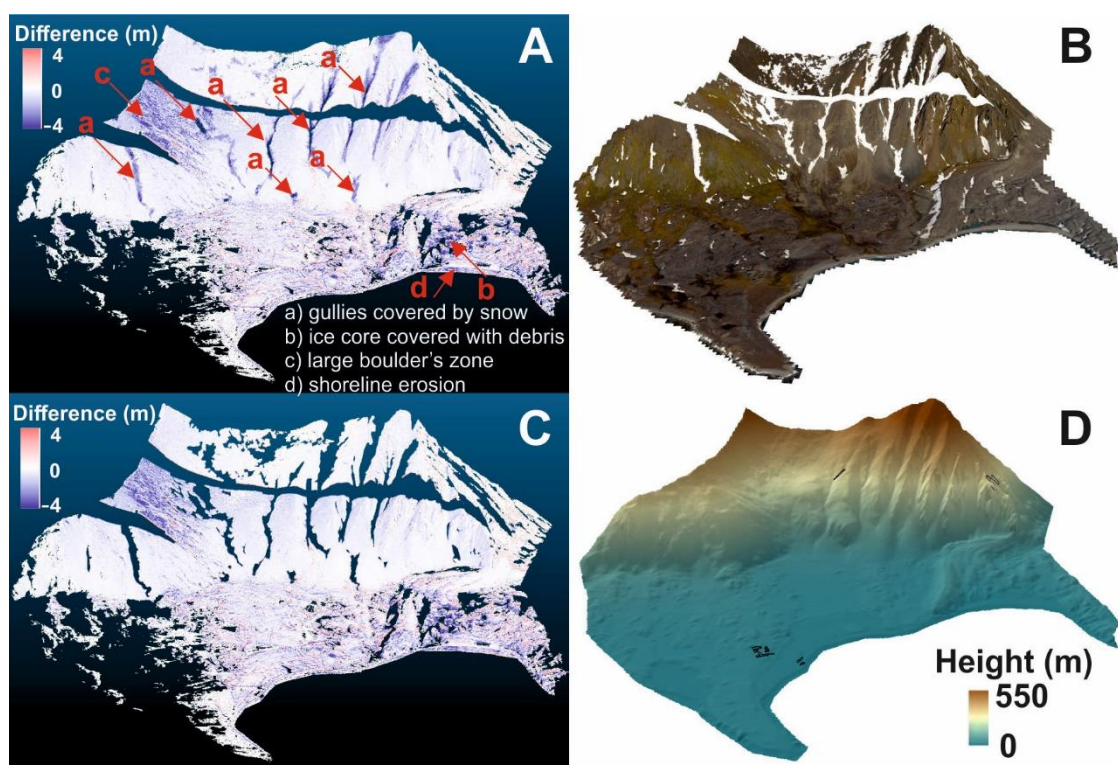 Difference (m)
4
0
-4
A
a
a
c
a
a
a
a
a
b
d
a) gullies covered by snow
b) ice core covered with debris
c) large boulder's zone
d) shoreline erosion
B
Difference (m)
4
0
-4
C
D
Height (m)
550
0